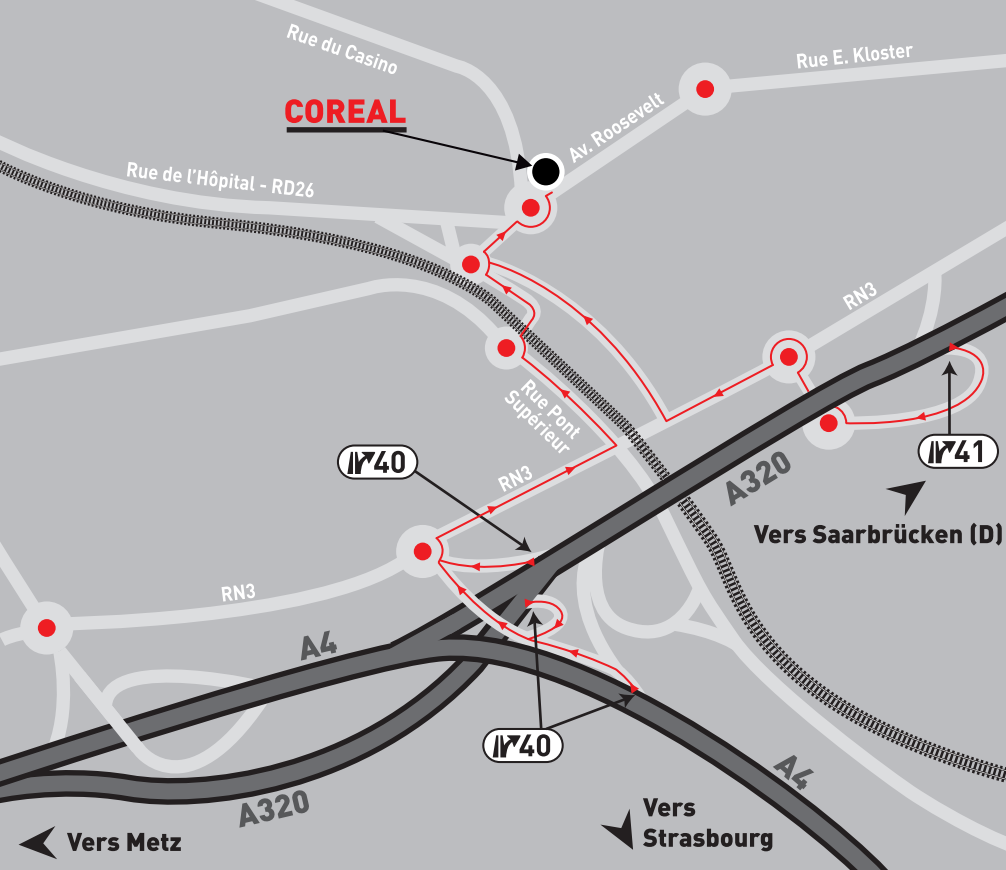 Rue du Casino
Rue E. Kloster
COREAL
Av. Roosevelt
Rue de l'Hôpital - RD26
RN3
Rue Pont
Supérieur
41
40
A320
RN3
Vers Saarbrücken (D)
RN3
A4
40
A4
A320
Vers
Strasbourg
Vers Metz